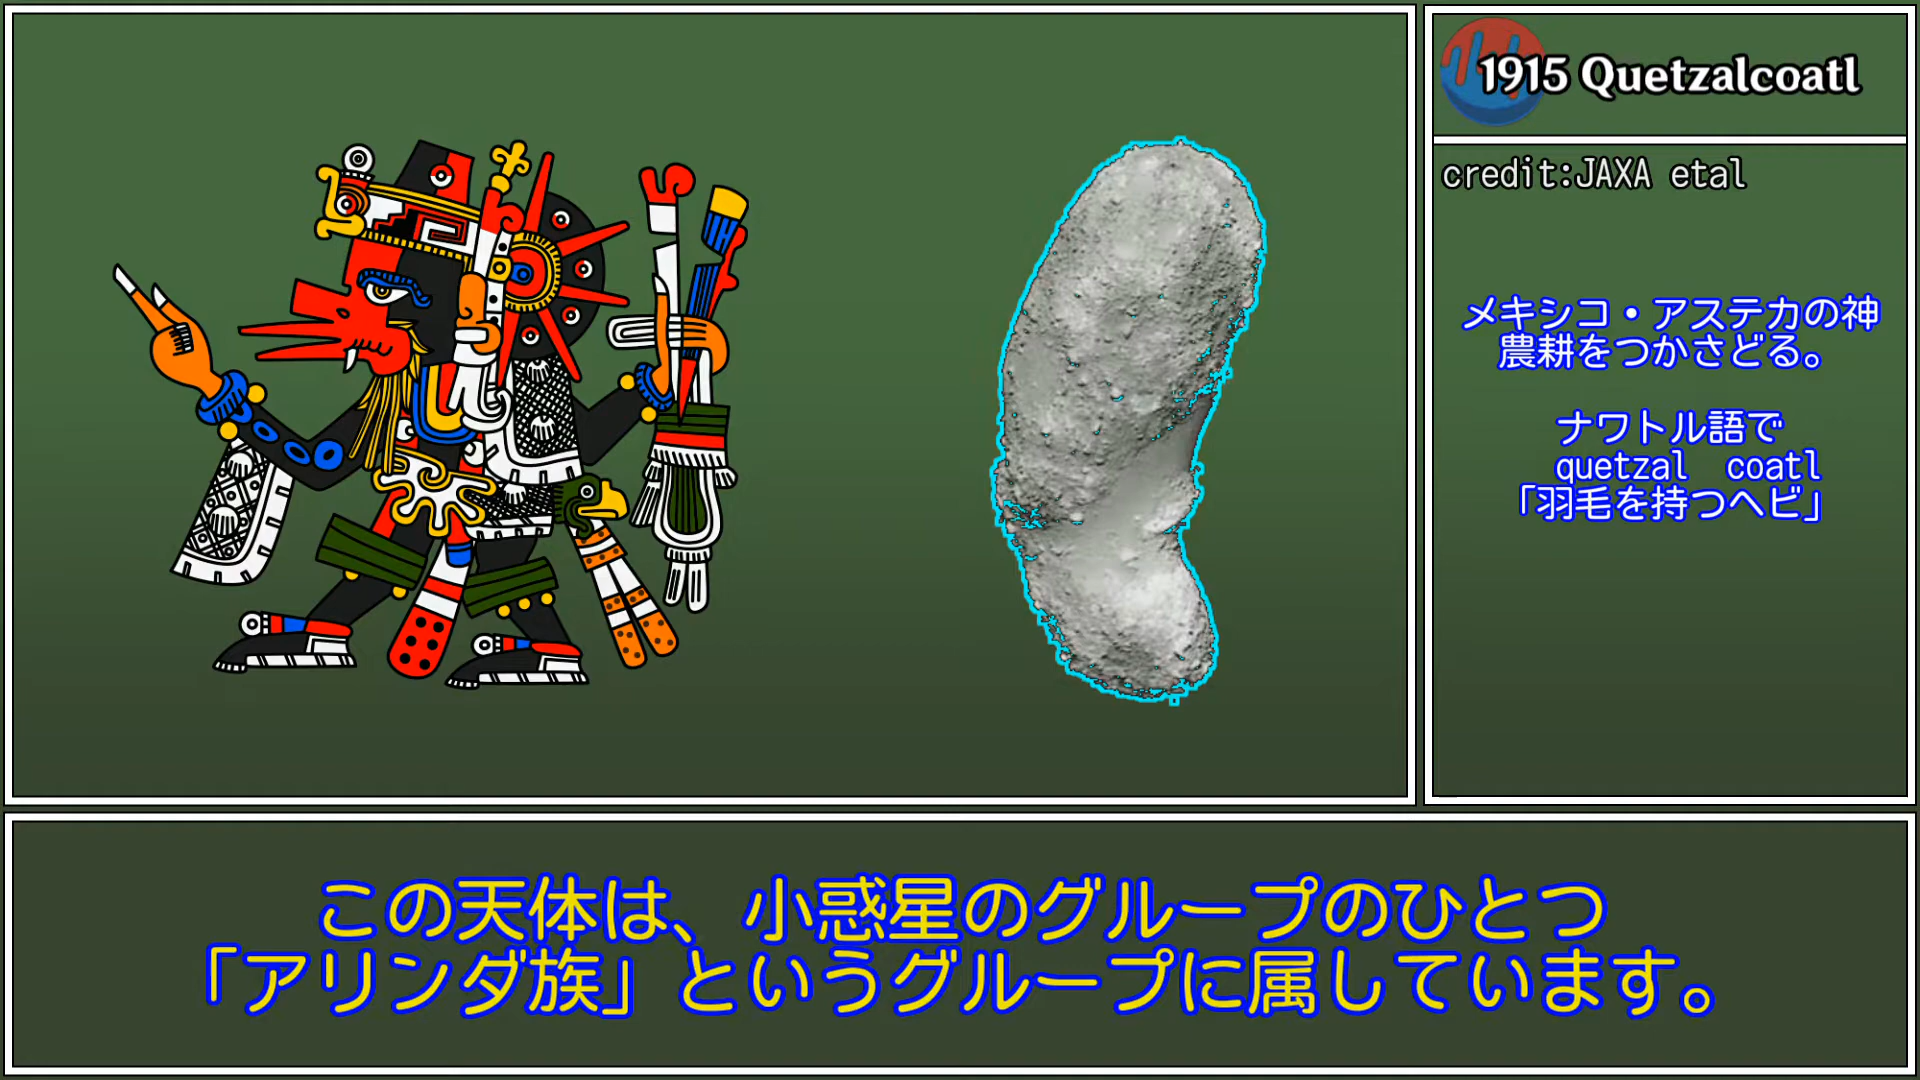 1915 Quetzalcoatl
credit:JAXA etal
メキシコ・アステカの神
農耕をつかさどる。
ナワトル語で
quetzal coatl
「羽毛を持つヘビ」
この天体は、小惑星のグループのひとつ
「アリンダ族」というグループに属しています。